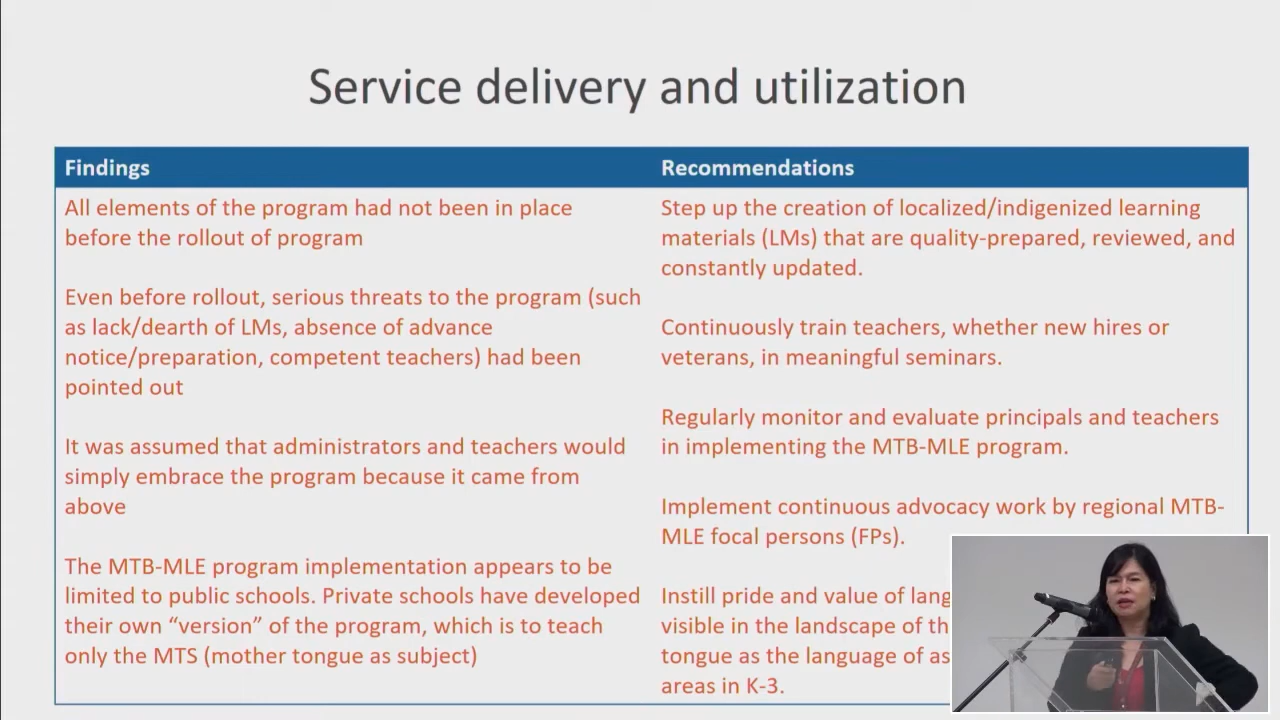 Service delivery and utilization
Findings
All elements of the program had not been in place
before the rollout of program
Even before rollout, serious threats to the program (such
as lack/dearth of LMs, absence of advance
notice/preparation, competent teachers) had been
pointed out
It was assumed that administrators and teachers would
simply embrace the program because it came from
above
The MTB-MLE program implementation appears to be
limited to public schools. Private schools have developed
their own “version” of the program, which is to teach
only the MTS (mother tongue as subject)
Recommendations
Step up the creation of localized/indigenized learning
materials (LMs) that are quality-prepared, reviewed, and
constantly updated.
Continuously train teachers, whether new hires or
veterans, in meaningful seminars.
Regularly monitor and evaluate principals and teachers
in implementing the MTB-MLE program.
Implement continuous advocacy work by regional MTB-
MLE focal persons (FPs).
Instill pride and value of
visible in the landscape of
tongue as the language of
areas in K-3.